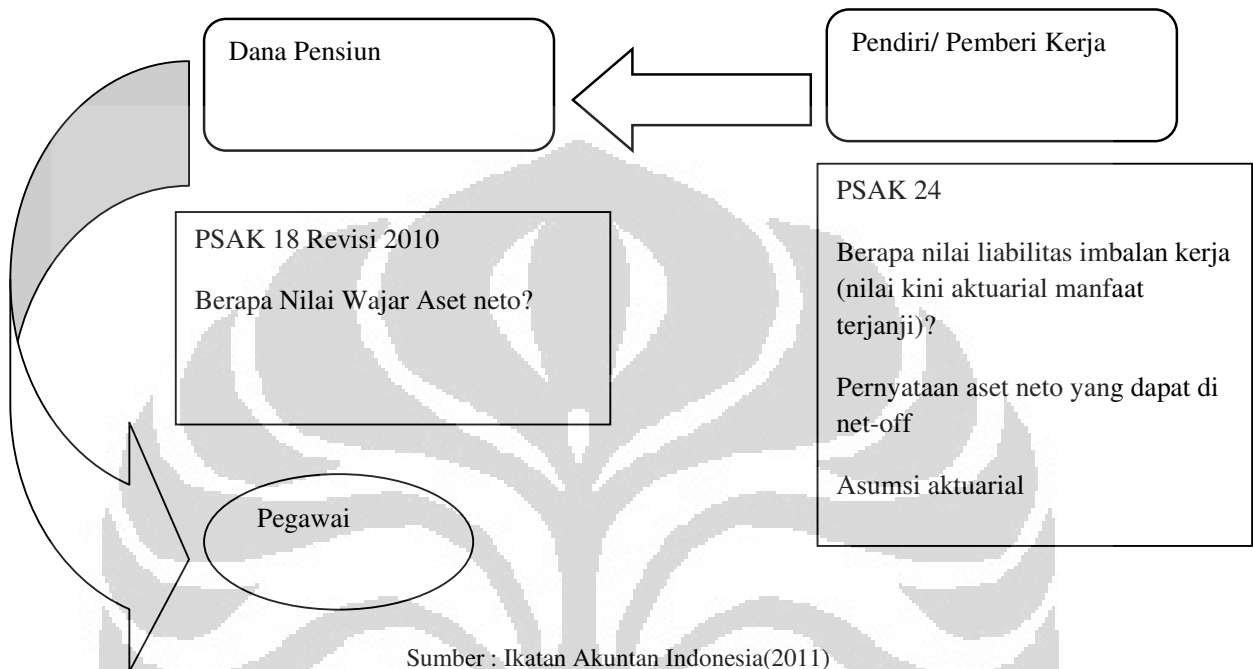 Dana Pensiun
Pendiri/ Pemberi Kerja
PSAK 18 Revisi 2010
Berapa Nilai Wajar Aset neto?
PSAK 24
Berapa nilai liabilitas imbalan kerja
(nilai kini aktuarial manfaat
terjanji)?
Pernyataan aset neto yang dapat di
net-off
Asumsi aktuarial
Pegawai
Sumber : Ikatan Akuntan Indonesia(2011)